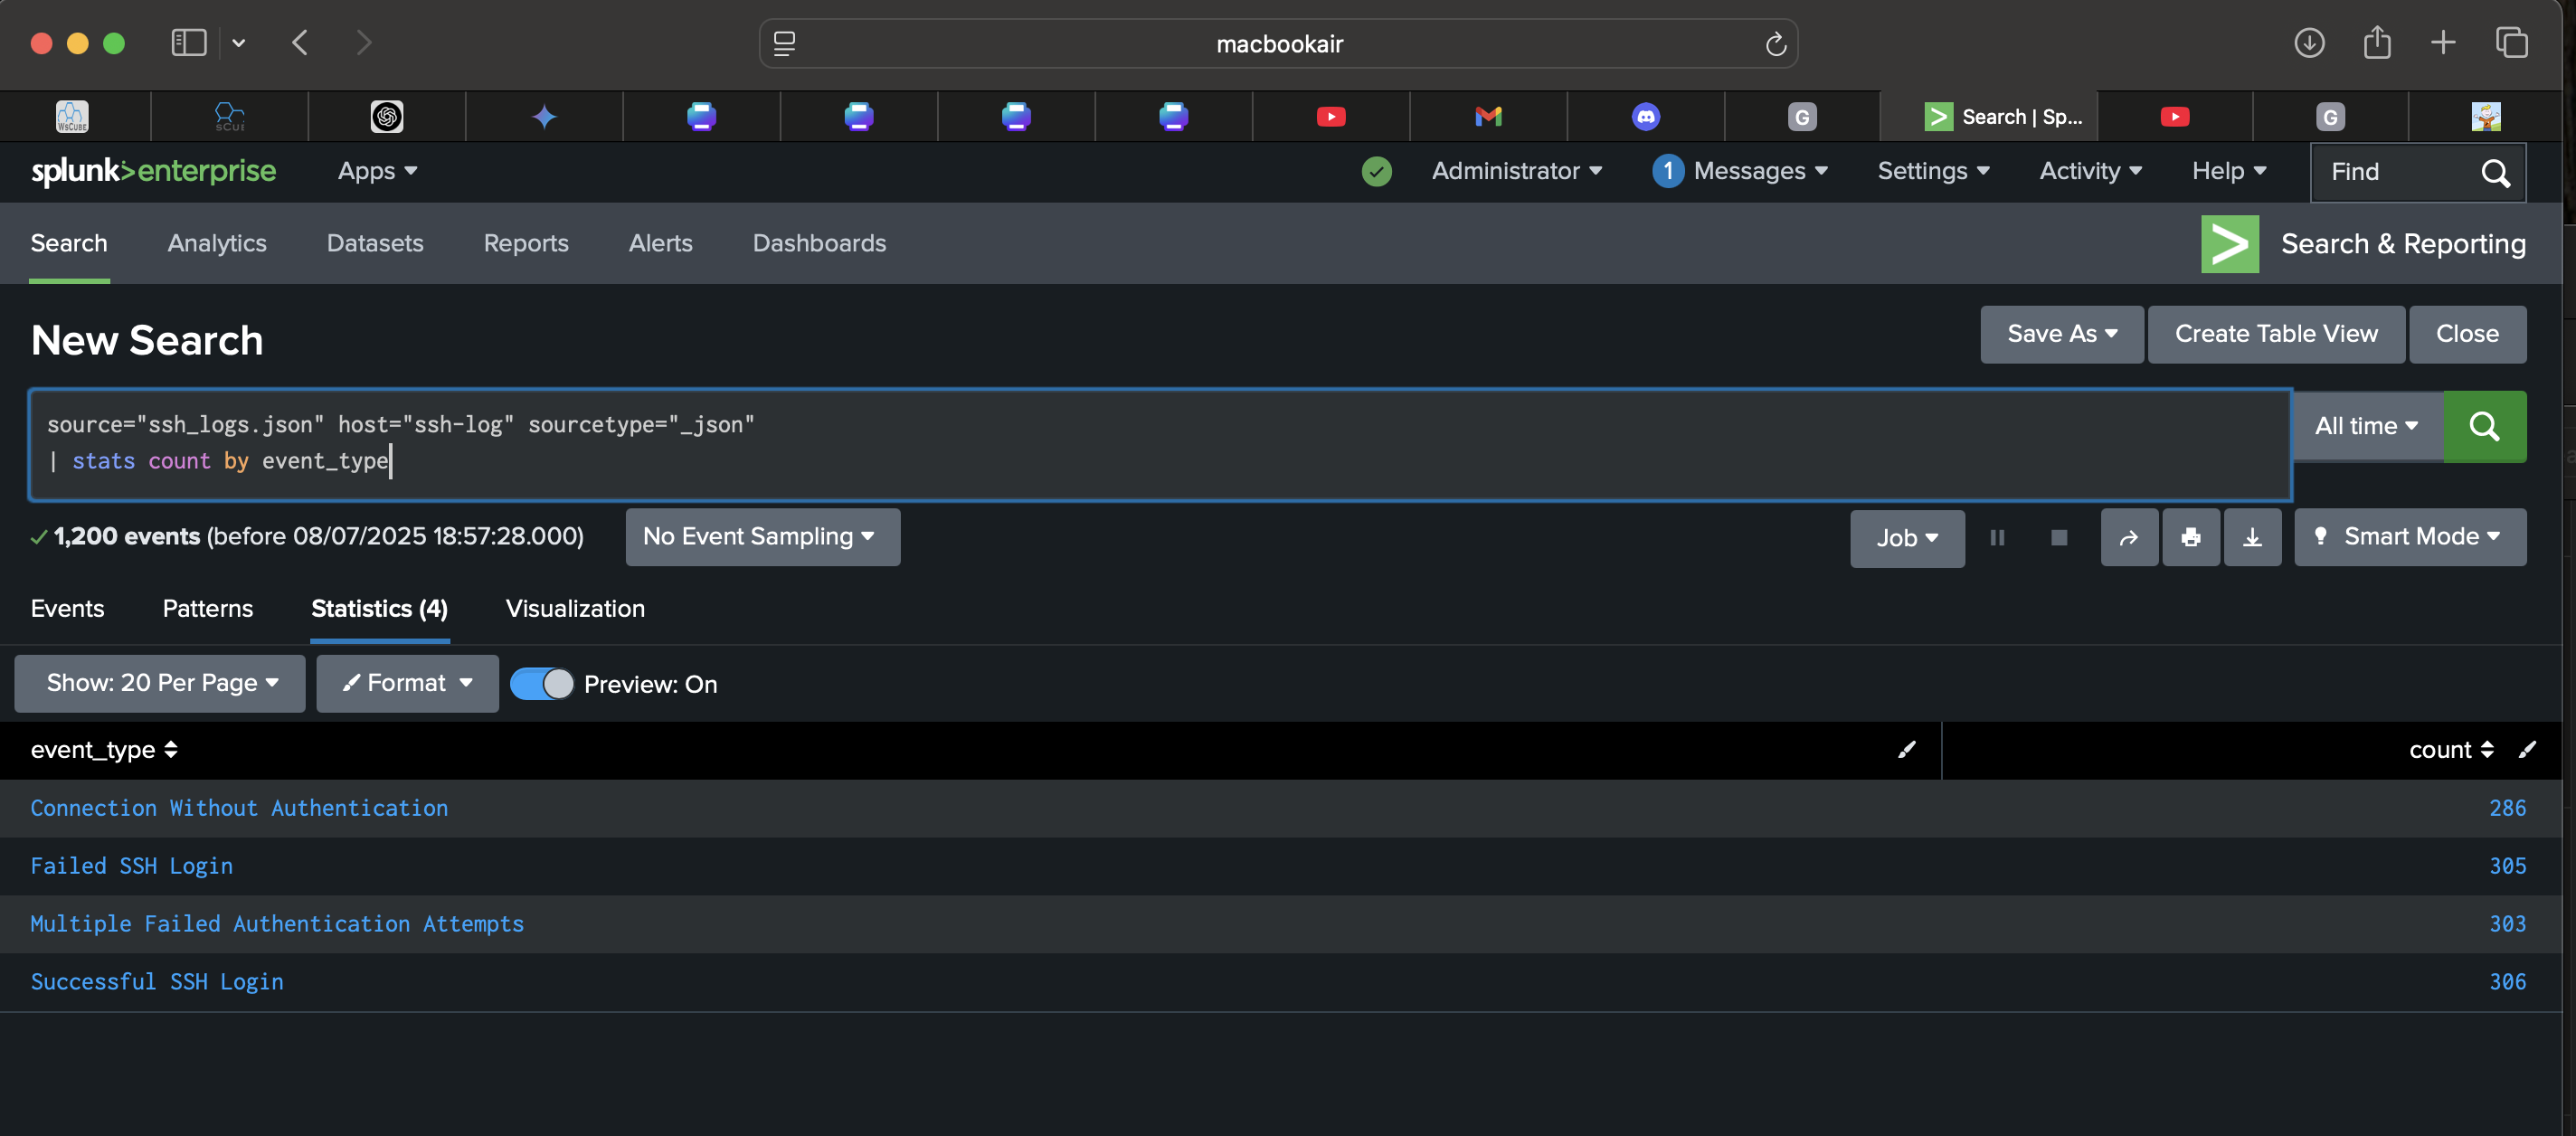 macbookair
WsCUBE
sCUE
G
Search | Sp...
G
splunk>enterprise
Apps
Administrator
1 Messages
Settings
Activity
Help
Find
Search
Analytics
Datasets
Reports
Alerts
Dashboards
Search & Reporting
New Search
Save As
Create Table View
Close
source="ssh_logs.json" host="ssh-log" sourcetype="_json"
| stats count by event_type
All time
1,200 events (before 08/07/2025 18:57:28.000)
No Event Sampling
Job
Smart Mode
Events
Patterns
Statistics (4)
Visualization
Show: 20 Per Page
Format
Preview: On
event_type
count
Connection Without Authentication 286
Failed SSH Login 305
Multiple Failed Authentication Attempts 303
Successful SSH Login 306